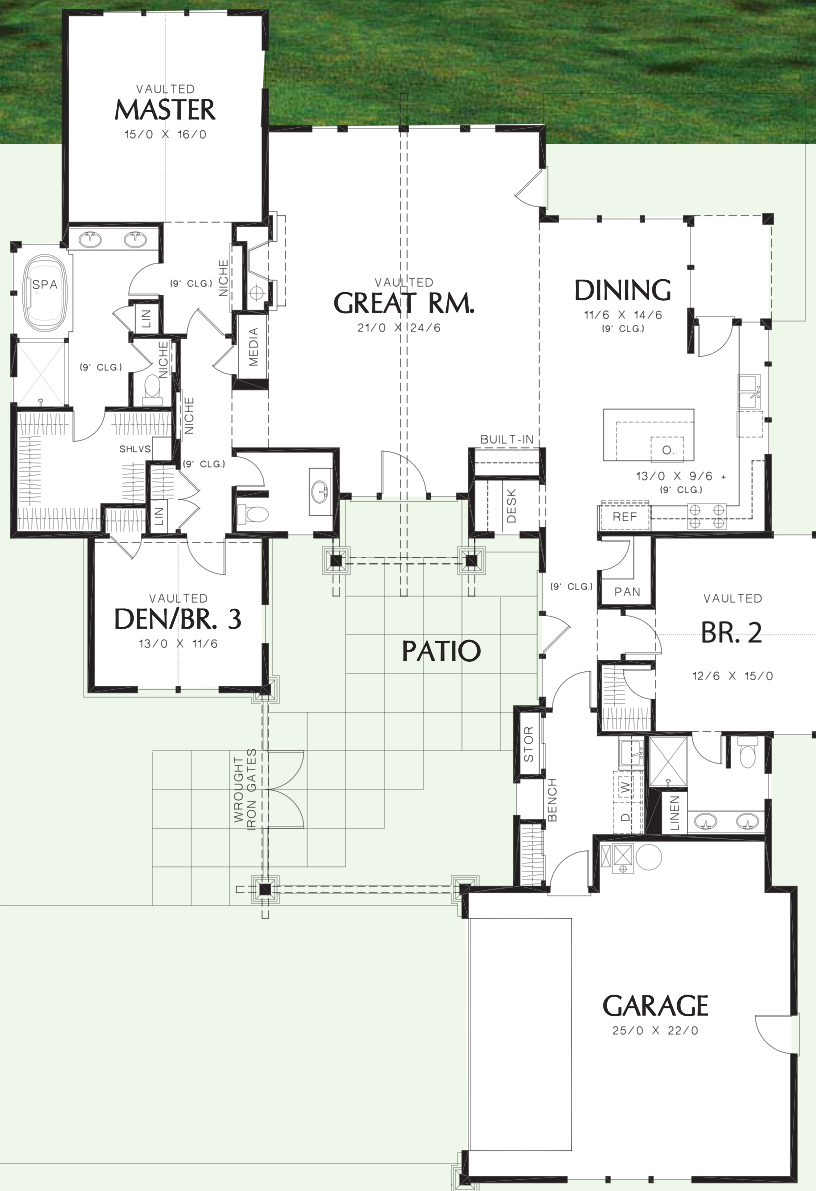 VAULTED
MASTER
15/0 X 16/0
SPA
LIN
(9' CLG.)
NICHE
(9' CLG.)
NICHE
MEDIA
NICHE
SHLVS
(9' CLG.)
LIN
VAULTED
GREAT RM.
21/0 X 24/6
DINING
11/6 X 14/6
(9' CLG.)
BUILT-IN
DESK
O.
13/0 X 9/6 +
(9' CLG.)
REF
(9' CLG.)
PAN
VAULTED
DEN/BR. 3
13/0 X 11/6
PATIO
VAULTED
BR. 2
12/6 X 15/0
WROUGHT
IRON GATES
STOR
BENCH
D
W
LINEN
GARAGE
25/0 X 22/0